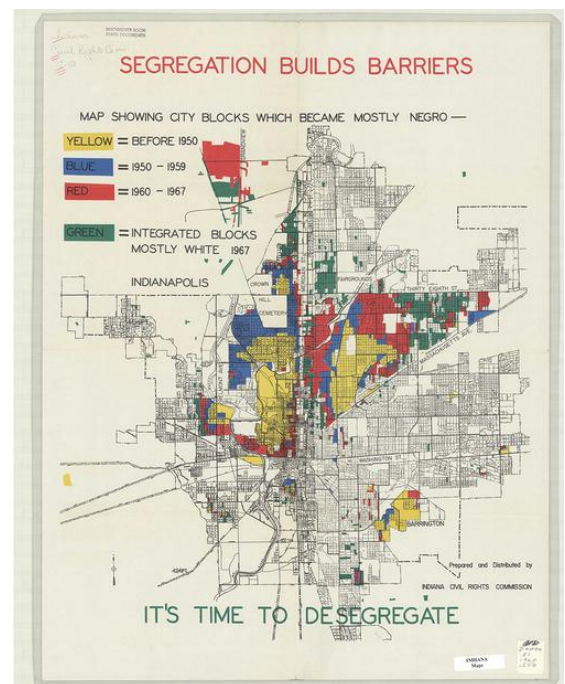 SEGREGATION BUILDS BARRIERS
MAP SHOWING CITY BLOCKS WHICH BECAME MOSTLY NEGRO —
YELLOW = BEFORE 1950
BLUE = 1950 - 1959
RED = 1960 - 1967
GREEN = INTEGRATED BLOCKS
MOSTLY WHITE 1967
INDIANAPOLIS
CROWN
HILL
CEMETERY
FAIRGROUNDS
THIRTY EIGHTH ST
MASSACHUSETTS AVE
WASHINGTON ST
BARRINGTON
Prepared and Distributed by
INDIANA CIVIL RIGHTS COMMISSION
IT'S TIME TO DESEGREGATE
INDIANA
Maps